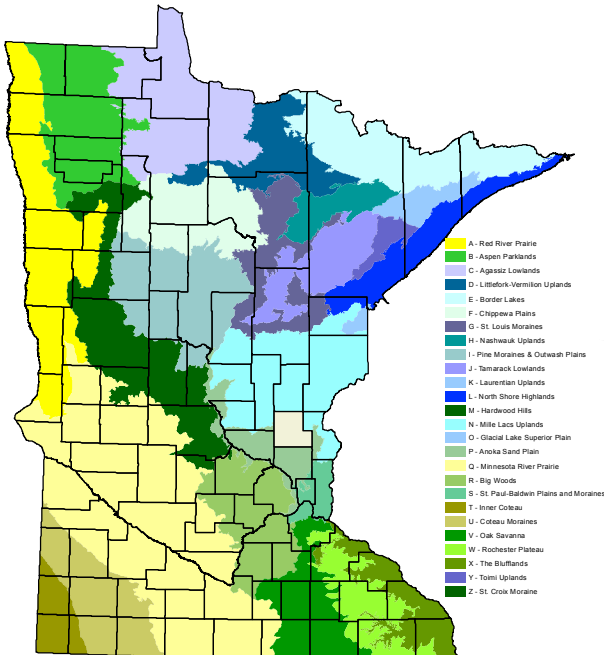 A - Red River Prairie
B - Aspen Parklands
C - Agassiz Lowlands
D - Littlefork-Vermilion Uplands
E - Border Lakes
F - Chippewa Plains
G - St. Louis Moraines
H - Nashwauk Uplands
I - Pine Moraines & Outwash Plains
J - Tamarack Lowlands
K - Laurentian Uplands
L - North Shore Highlands
M - Hardwood Hills
N - Mille Lacs Uplands
O - Glacial Lake Superior Plain
P - Anoka Sand Plain
Q - Minnesota River Prairie
R - Big Woods
S - St. Paul-Baldwin Plains and Moraines
T - Inner Coteau
U - Coteau Moraines
V - Oak Savanna
W - Rochester Plateau
X - The Blufflands
Y - Toimi Uplands
Z - St. Croix Moraine